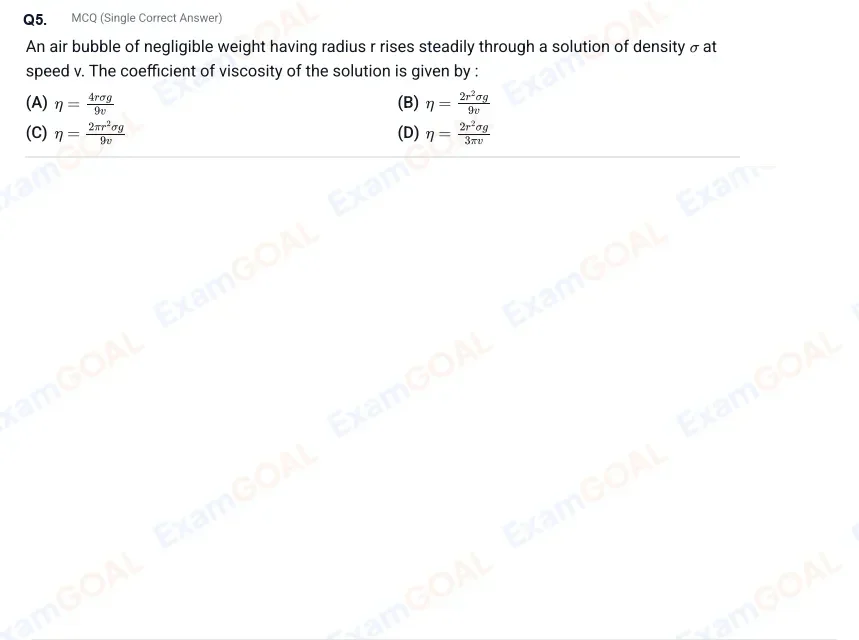 Q5. MCQ (Single Correct Answer)
An air bubble of negligible weight having radius r rises steadily through a solution of density σ at
speed v. The coefficient of viscosity of the solution is given by :
(A) η = 4rσg/9v (B) η = 2r²σg/9v
(C) η = 2πr²σg/9v (D) η = 2r²σg/3πv
ExamGOAL